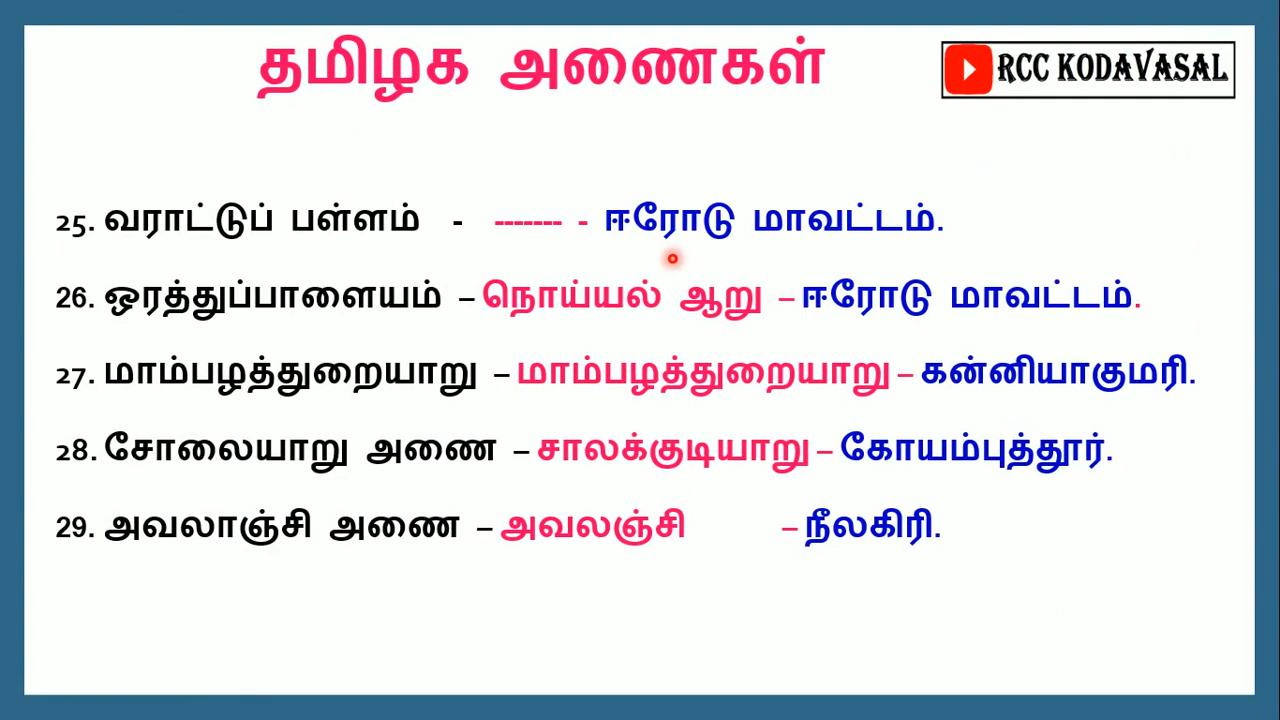 தமிழக அணைகள்
RCC KODAVASAL
25. வராட்டுப் பள்ளம் - ------- - ஈரோடு மாவட்டம்.
26. ஒரத்துப்பாளையம் – நொய்யல் ஆறு – ஈரோடு மாவட்டம்.
27. மாம்பழத்துறையாறு – மாம்பழத்துறையாறு – கன்னியாகுமரி.
28. சோலையாறு அணை – சாலக்குடியாறு – கோயம்புத்தூர்.
29. அவலாஞ்சி அணை – அவலஞ்சி – நீலகிரி.